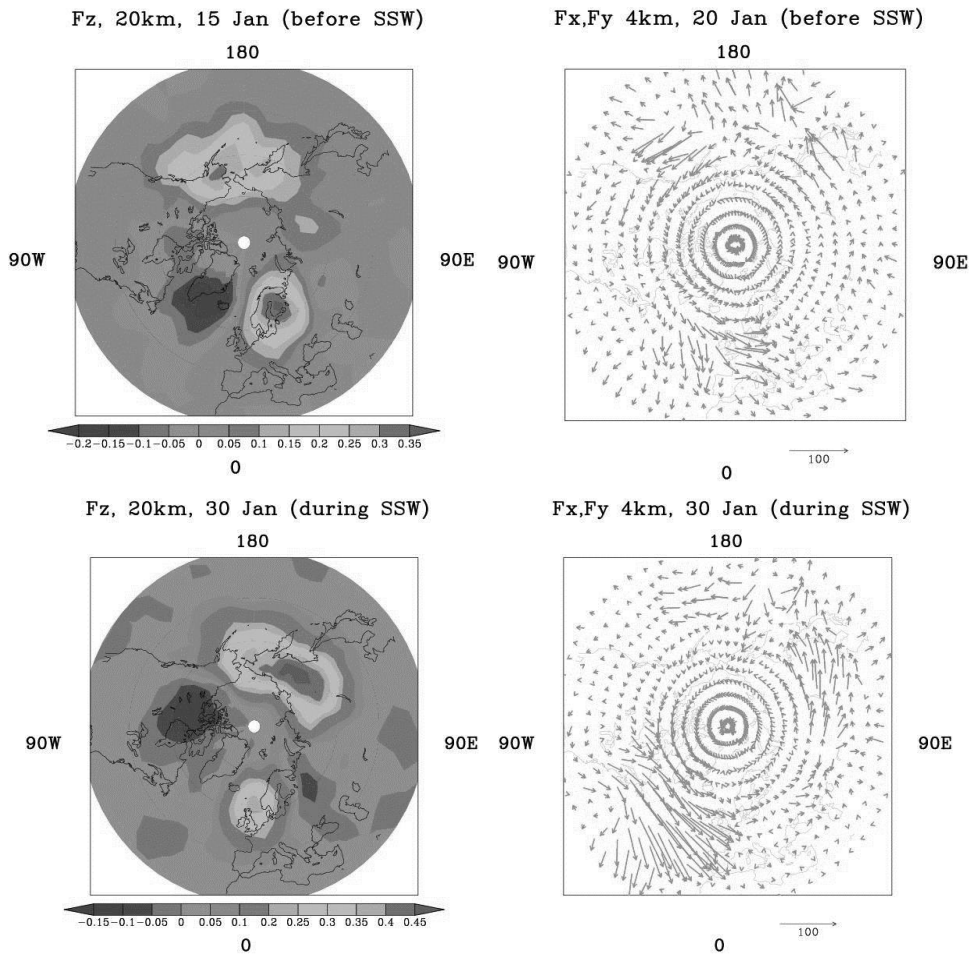 Fz, 20km, 15 Jan (before SSW)
180
90W
90E
−0.2−0.15−0.1−0.05 0 0.05 0.1 0.15 0.2 0.25 0.3 0.35
0
Fx,Fy 4km, 20 Jan (before SSW)
180
90W
90E
100
0
Fz, 20km, 30 Jan (during SSW)
180
90W
90E
−0.15 −0.1 −0.05 0 0.05 0.1 0.15 0.2 0.3 0.4 0.45
0
Fx,Fy 4km, 30 Jan (during SSW)
180
90W
90E
100
0